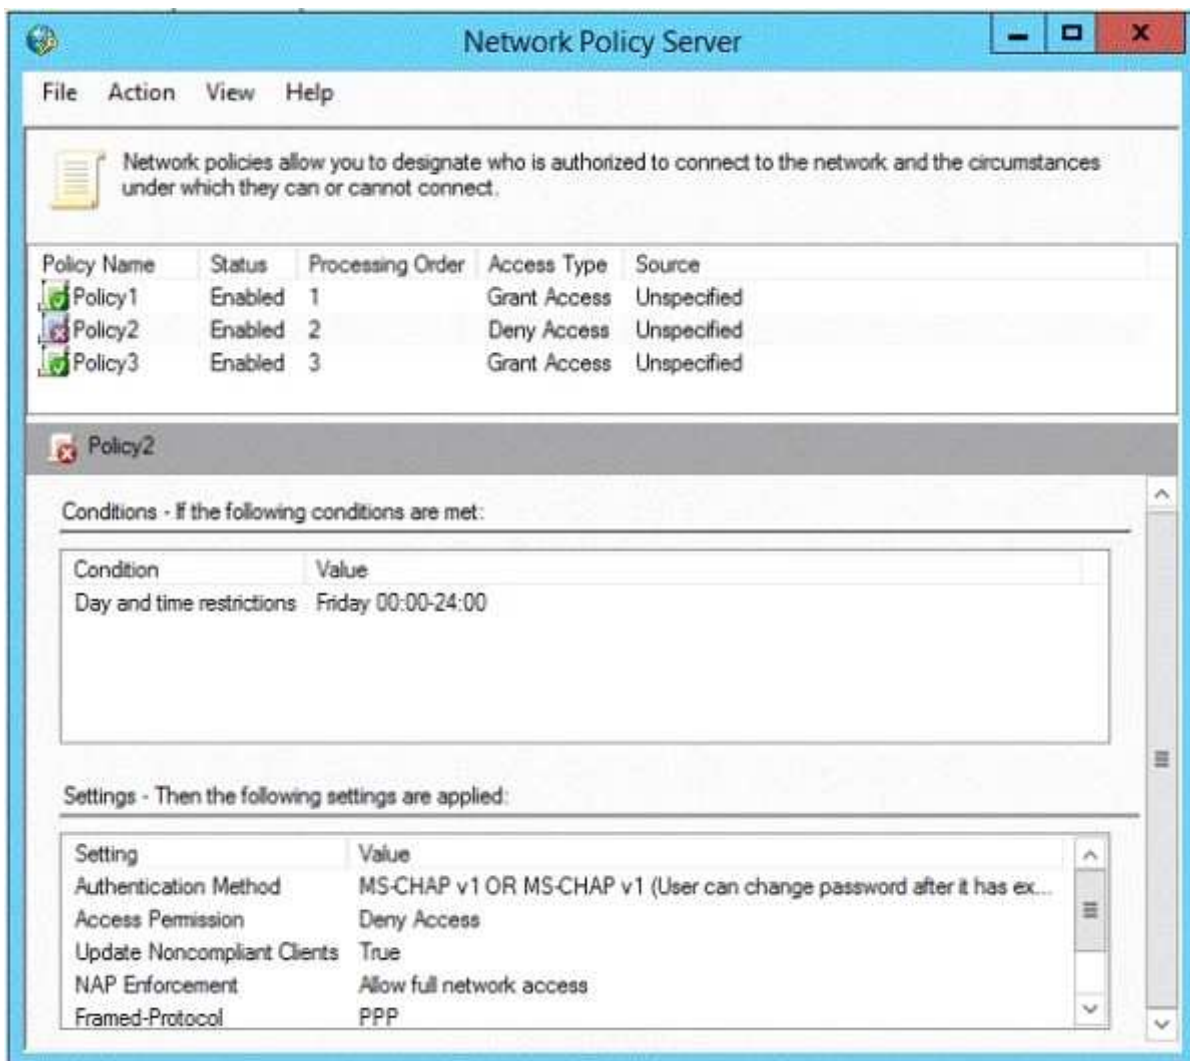 Network Policy Server
File Action View Help
Network policies allow you to designate who is authorized to connect to the network and the circumstances
under which they can or cannot connect.
Policy Name Status Processing Order Access Type Source
Policy1 Enabled 1 Grant Access Unspecified
Policy2 Enabled 2 Deny Access Unspecified
Policy3 Enabled 3 Grant Access Unspecified
Policy2
Conditions - If the following conditions are met:
Condition Value
Day and time restrictions Friday 00:00-24:00
Settings - Then the following settings are applied:
Setting Value
Authentication Method MS-CHAP v1 OR MS-CHAP v1 (User can change password after it has ex...
Access Permission Deny Access
Update Noncompliant Clients True
NAP Enforcement Allow full network access
Framed-Protocol PPP